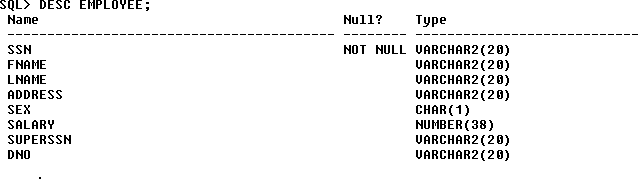 SQL> DESC EMPLOYEE;
Name Null? Type
----------------------------------------- -------- ----------------------------
SSN NOT NULL VARCHAR2(20)
FNAME VARCHAR2(20)
LNAME VARCHAR2(20)
ADDRESS VARCHAR2(20)
SEX CHAR(1)
SALARY NUMBER(38)
SUPERSSN VARCHAR2(20)
DNO VARCHAR2(20)